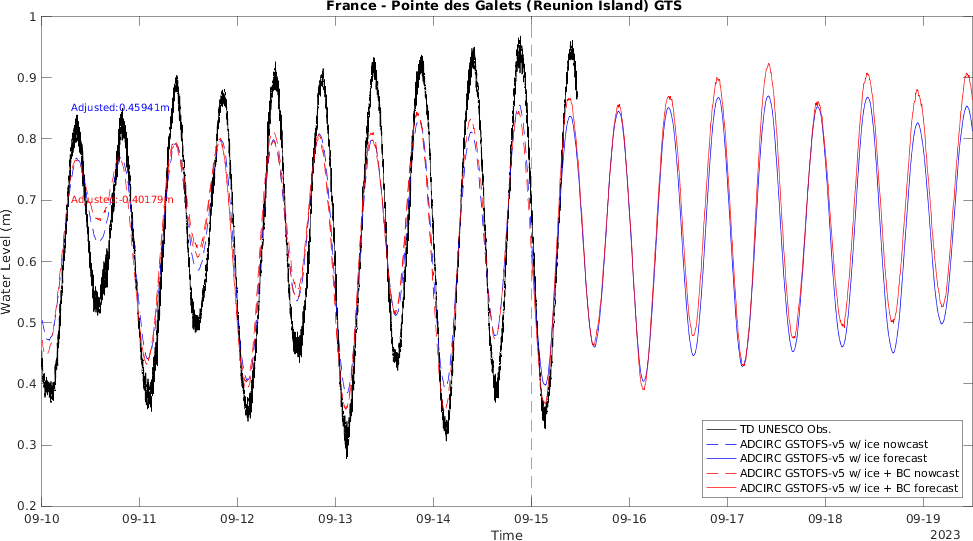 France - Pointe des Galets (Reunion Island) GTS
1
0.9
0.8
0.7
0.6
0.5
0.4
0.3
0.2
Water Level (m)
Adjusted:0.45941m
Adjusted:-0.40179m
TD UNESCO Obs.
ADCIRC GSTOFS-v5 w/ ice nowcast
ADCIRC GSTOFS-v5 w/ ice forecast
ADCIRC GSTOFS-v5 w/ ice + BC nowcast
ADCIRC GSTOFS-v5 w/ ice + BC forecast
09-10 09-11 09-12 09-13 09-14 09-15 09-16 09-17 09-18 09-19
Time
2023